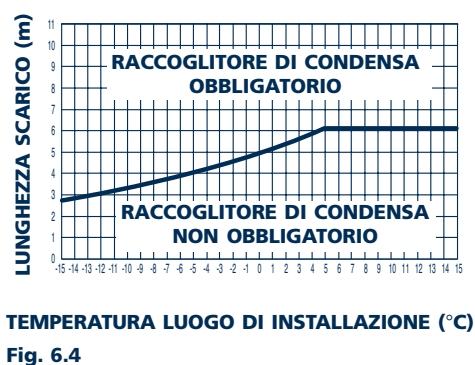 LUNGHEZZA SCARICO (m)
11
10
9
8
7
6
5
4
3
2
1
0
RACCOGLITORE DI CONDENSA
OBBLIGATORIO
RACCOGLITORE DI CONDENSA
NON OBBLIGATORIO
-15 -14 -13 -12 -11 -10 -9 -8 -7 -6 -5 -4 -3 -2 -1 0 1 2 3 4 5 6 7 8 9 10 11 12 13 14 15
TEMPERATURA LUOGO DI INSTALLAZIONE (°C)
Fig. 6.4